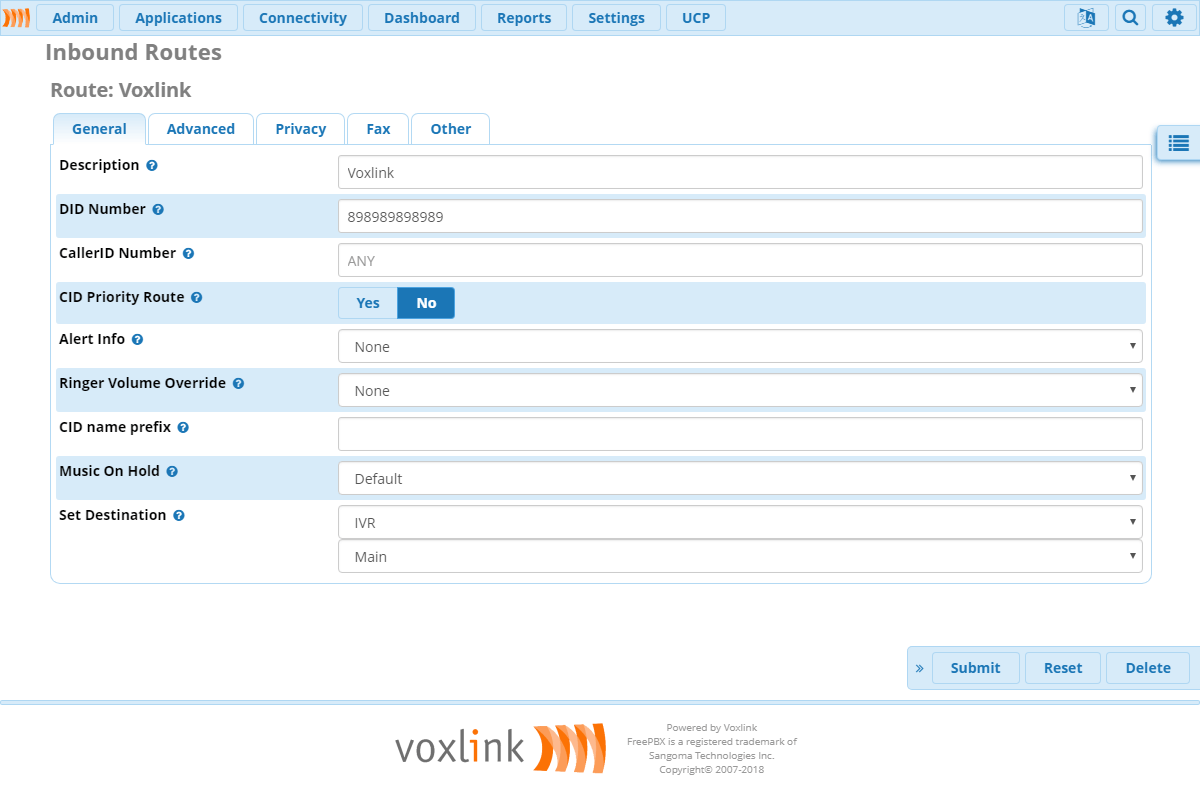 Admin Applications Connectivity Dashboard Reports Settings UCP
Inbound Routes
Route: Voxlink
General Advanced Privacy Fax Other
Description
Voxlink
DID Number
898989898989
CallerID Number
ANY
CID Priority Route
Yes No
Alert Info
None
Ringer Volume Override
None
CID name prefix
Music On Hold
Default
Set Destination
IVR
Main
» Submit Reset Delete
voxlink
Powered by Voxlink
FreePBX is a registered trademark of
Sangoma Technologies Inc.
Copyright© 2007-2018